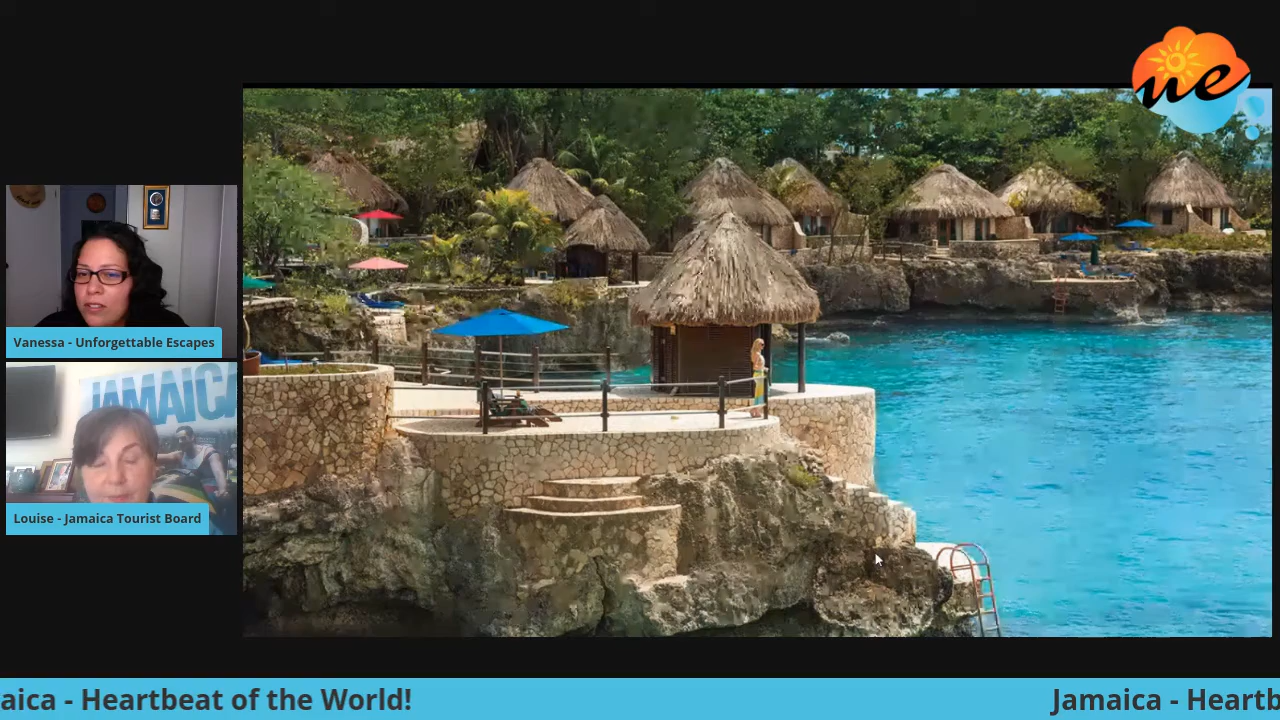 ue
Vanessa - Unforgettable Escapes
JAMAICA
Louise - Jamaica Tourist Board
aica - Heartbeat of the World!
Jamaica - Heartb